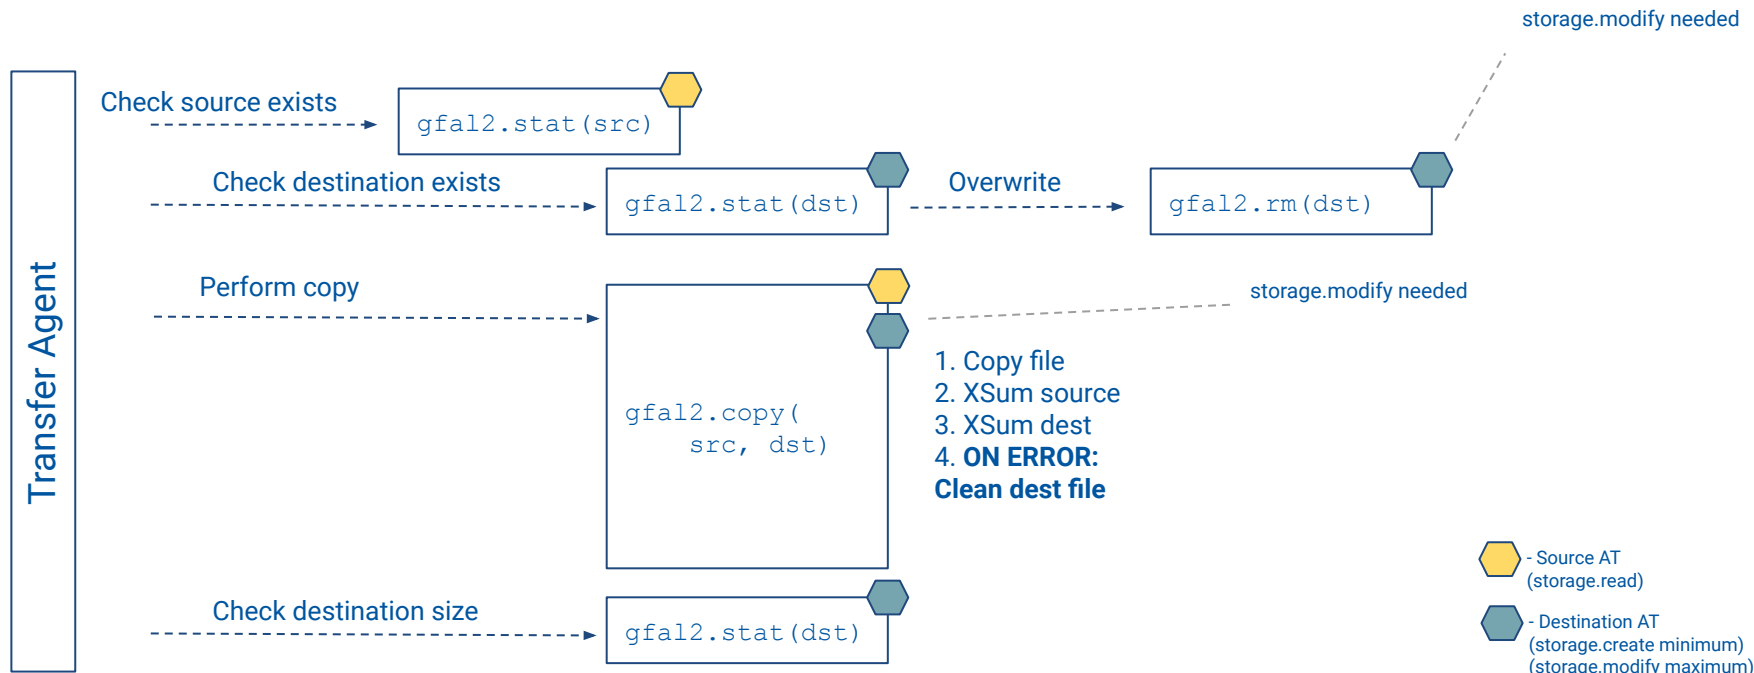 storage.modify needed
Transfer Agent
Check source exists
gfal2.stat(src)
Check destination exists
gfal2.stat(dst)
Overwrite
gfal2.rm(dst)
Perform copy
storage.modify needed
gfal2.copy(
src, dst)
1. Copy file
2. XSum source
3. XSum dest
4. ON ERROR:
Clean dest file
Check destination size
gfal2.stat(dst)
- Source AT
(storage.read)
- Destination AT
(storage.create minimum)
(storage.modify maximum)